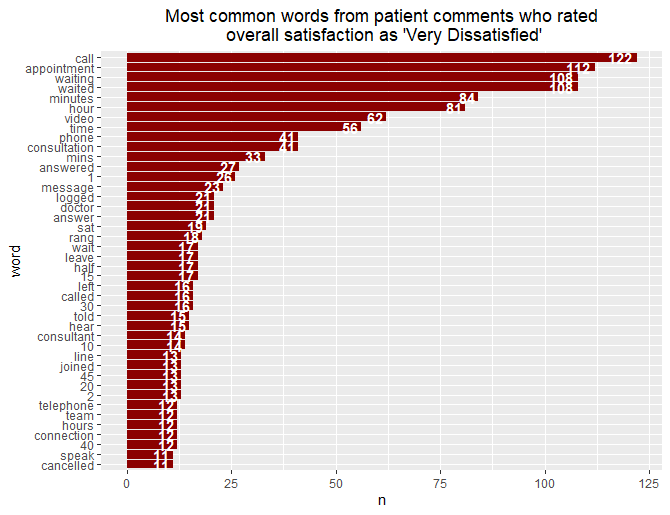 Most common words from patient comments who rated
overall satisfaction as 'Very Dissatisfied'
word
call 122
appointment 112
waiting 108
waited 108
minutes 84
hour 81
video 62
time 56
phone 41
consultation 41
mins 33
answered 27
1 26
message 23
logged 21
doctor 21
answer 21
sat 19
rang 18
wait 17
leave 17
half 17
15 17
left 16
called 16
30 16
told 15
hear 15
consultant 14
10 14
line 13
joined 13
45 13
20 13
2 13
telephone 12
team 12
hours 12
connection 12
40 12
speak 11
cancelled 11
0 25 50 75 100 125
n